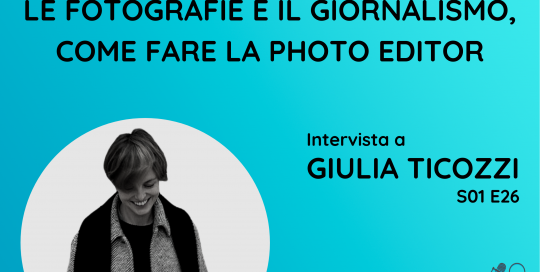 LE FOTOGRAFIE E IL GIORNALISMO,
COME FARE LA PHOTO EDITOR
Intervista a
GIULIA TICOZZI
S01 E26